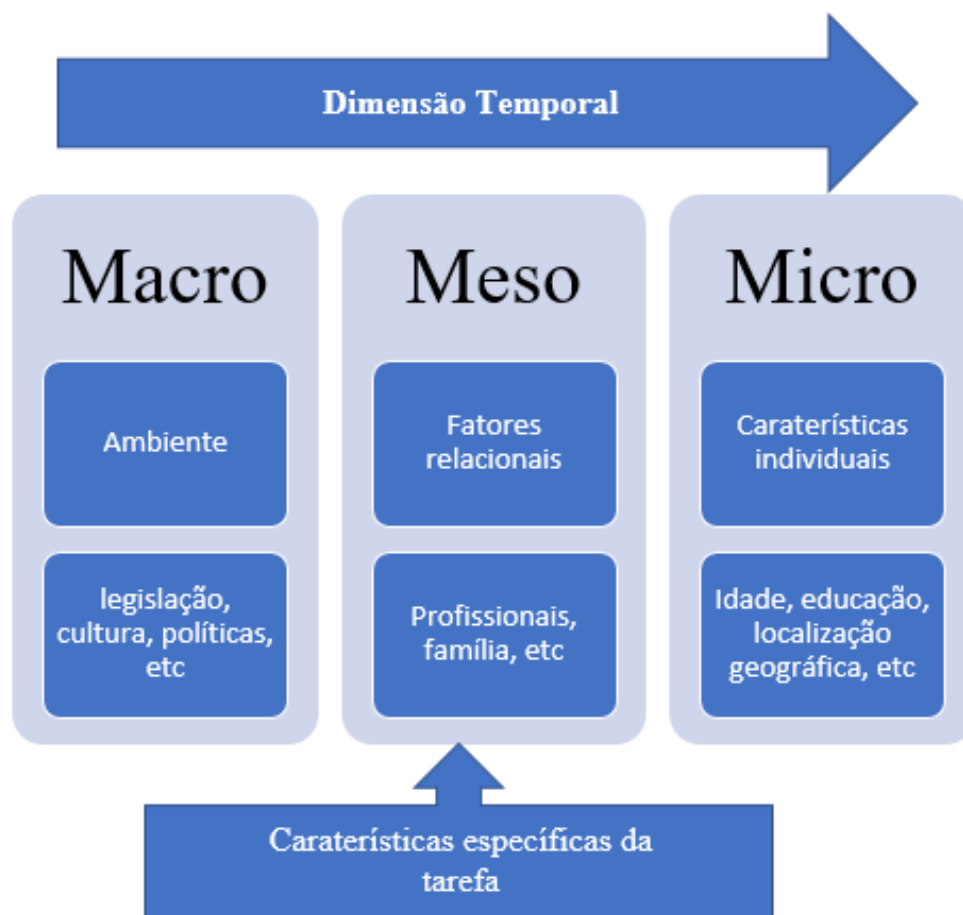 Dimensão Temporal
Macro
Meso
Micro
Ambiente
Fatores
relacionais
Caraterísticas
individuais
legislação,
cultura, políticas,
etc
Profissionais,
família, etc
Idade, educação,
localização
geográfica, etc
Caraterísticas específicas da
tarefa